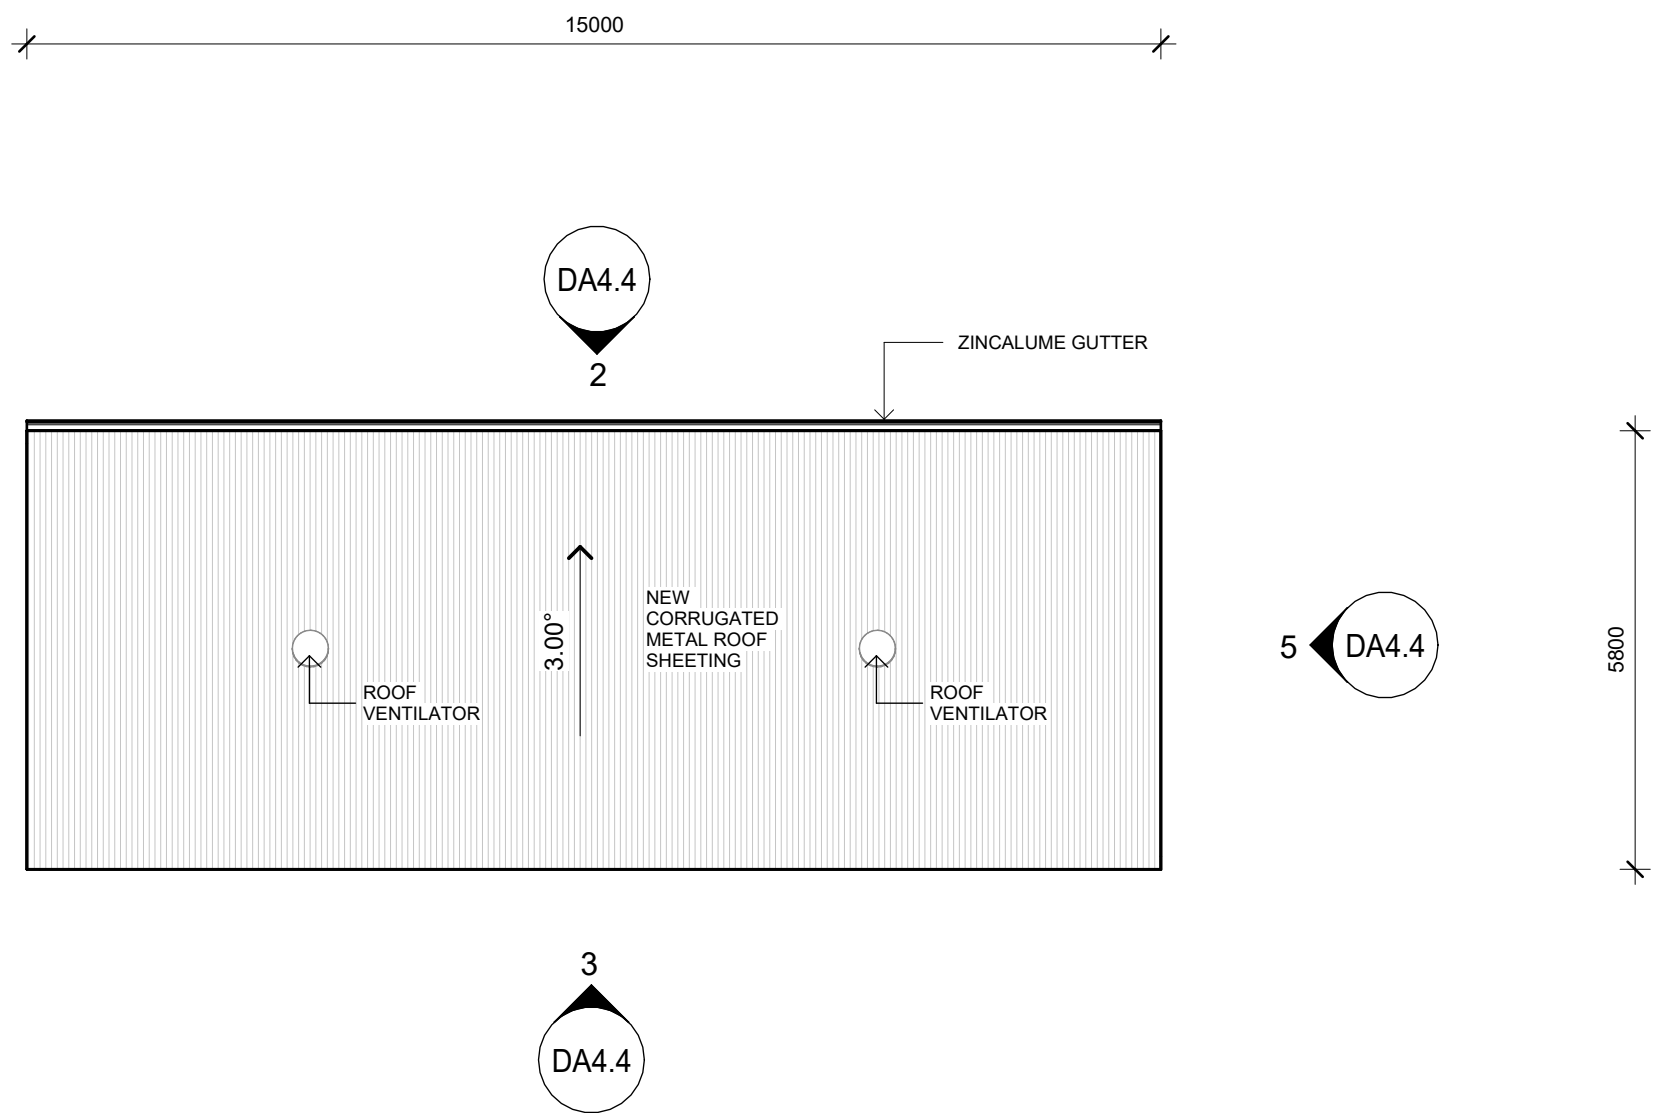 15000
DA4.4
2
ZINCALUME GUTTER
3.00°
NEW
CORRUGATED
METAL ROOF
SHEETING
ROOF
VENTILATOR
ROOF
VENTILATOR
5
DA4.4
5800
3
DA4.4